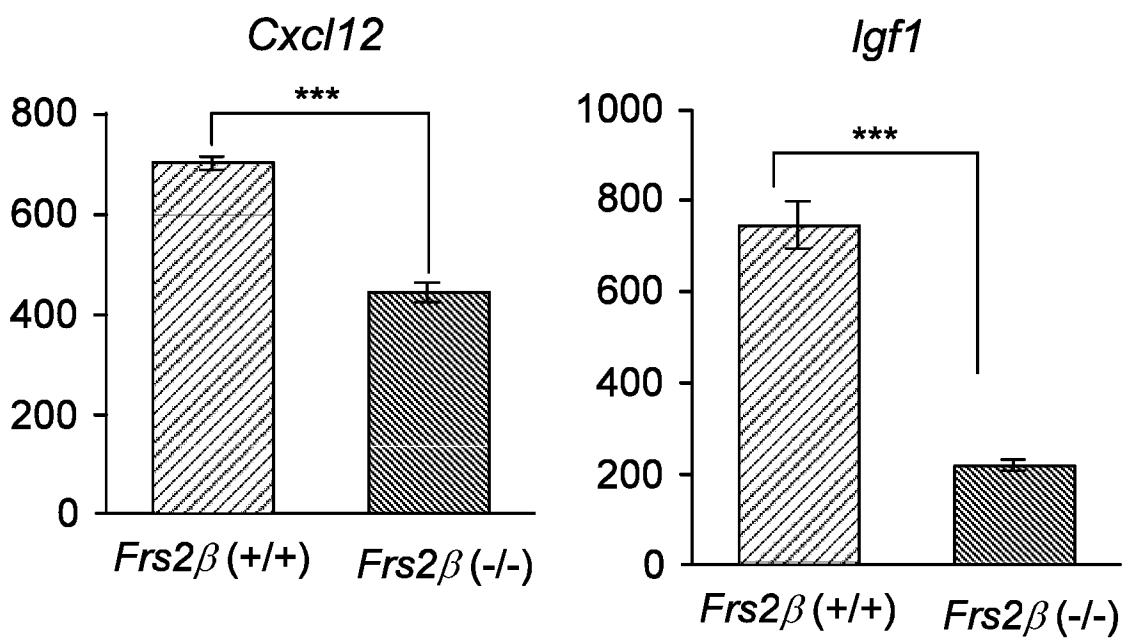 Cxcl12
***
800
600
400
200
0
Frs2β (+/+)
Frs2β (-/-)
Igf1
***
1000
800
600
400
200
0
Frs2β (+/+)
Frs2β (-/-)